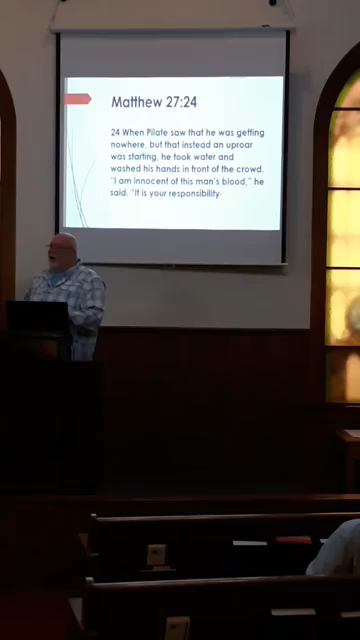 Matthew 27:24
24 When Pilate saw that he was getting
nowhere, but that instead an uproar
was starting, he took water and
washed his hands in front of the crowd.
"I am innocent of this man's blood," he
said. "It is your responsibility